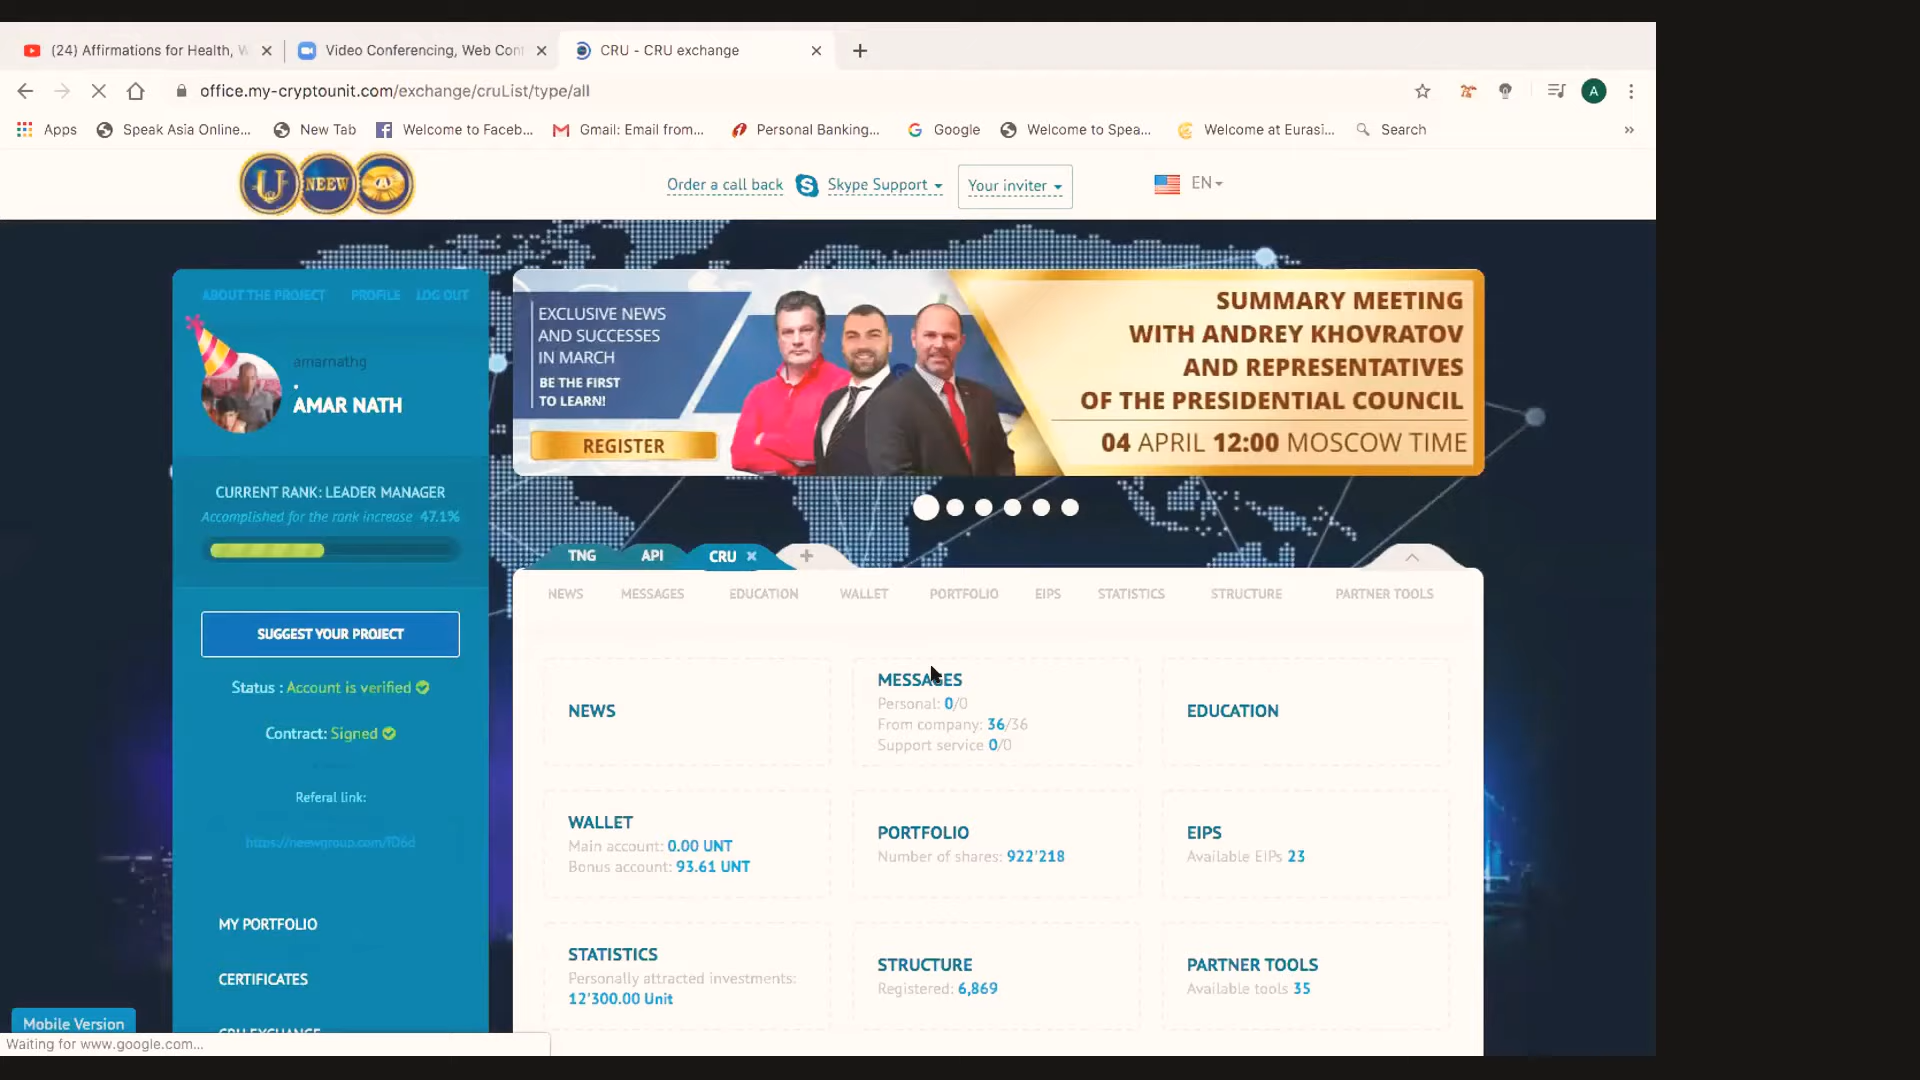 (24) Affirmations for Health, W
Video Conferencing, Web Con
CRU - CRU exchange
office.my-cryptounit.com/exchange/cruList/type/all
A
Apps
Speak Asia Online...
New Tab
Welcome to Faceb...
Gmail: Email from...
Personal Banking...
Google
Welcome to Spea...
Welcome at Eurasi...
Search
U NEEW
Order a call back
Skype Support
Your inviter
EN
ABOUT THE PROJECT PROFILE LOG OUT
amarnathg
AMAR NATH
CURRENT RANK: LEADER MANAGER
Accomplished for the rank increase 47.1%
SUGGEST YOUR PROJECT
Status : Account is verified
Contract: Signed
Referal link:
https://neewgroup.com/fD6d
MY PORTFOLIO
CERTIFICATES
CRU EXCHANGE
EXCLUSIVE NEWS
AND SUCCESSES
IN MARCH
BE THE FIRST
TO LEARN!
REGISTER
SUMMARY MEETING
WITH ANDREY KHOVRATOV
AND REPRESENTATIVES
OF THE PRESIDENTIAL COUNCIL
04 APRIL 12:00 MOSCOW TIME
TNG API CRU
NEWS MESSAGES EDUCATION WALLET PORTFOLIO EIPS STATISTICS STRUCTURE PARTNER TOOLS
NEWS
MESSAGES
Personal: 0/0
From company: 36/36
Support service 0/0
EDUCATION
WALLET
Main account: 0.00 UNT
Bonus account: 93.61 UNT
PORTFOLIO
Number of shares: 922'218
EIPS
Available EIPs 23
STATISTICS
Personally attracted investments:
12'300.00 Unit
STRUCTURE
Registered: 6,869
PARTNER TOOLS
Available tools 35
Mobile Version
Waiting for www.google.com...